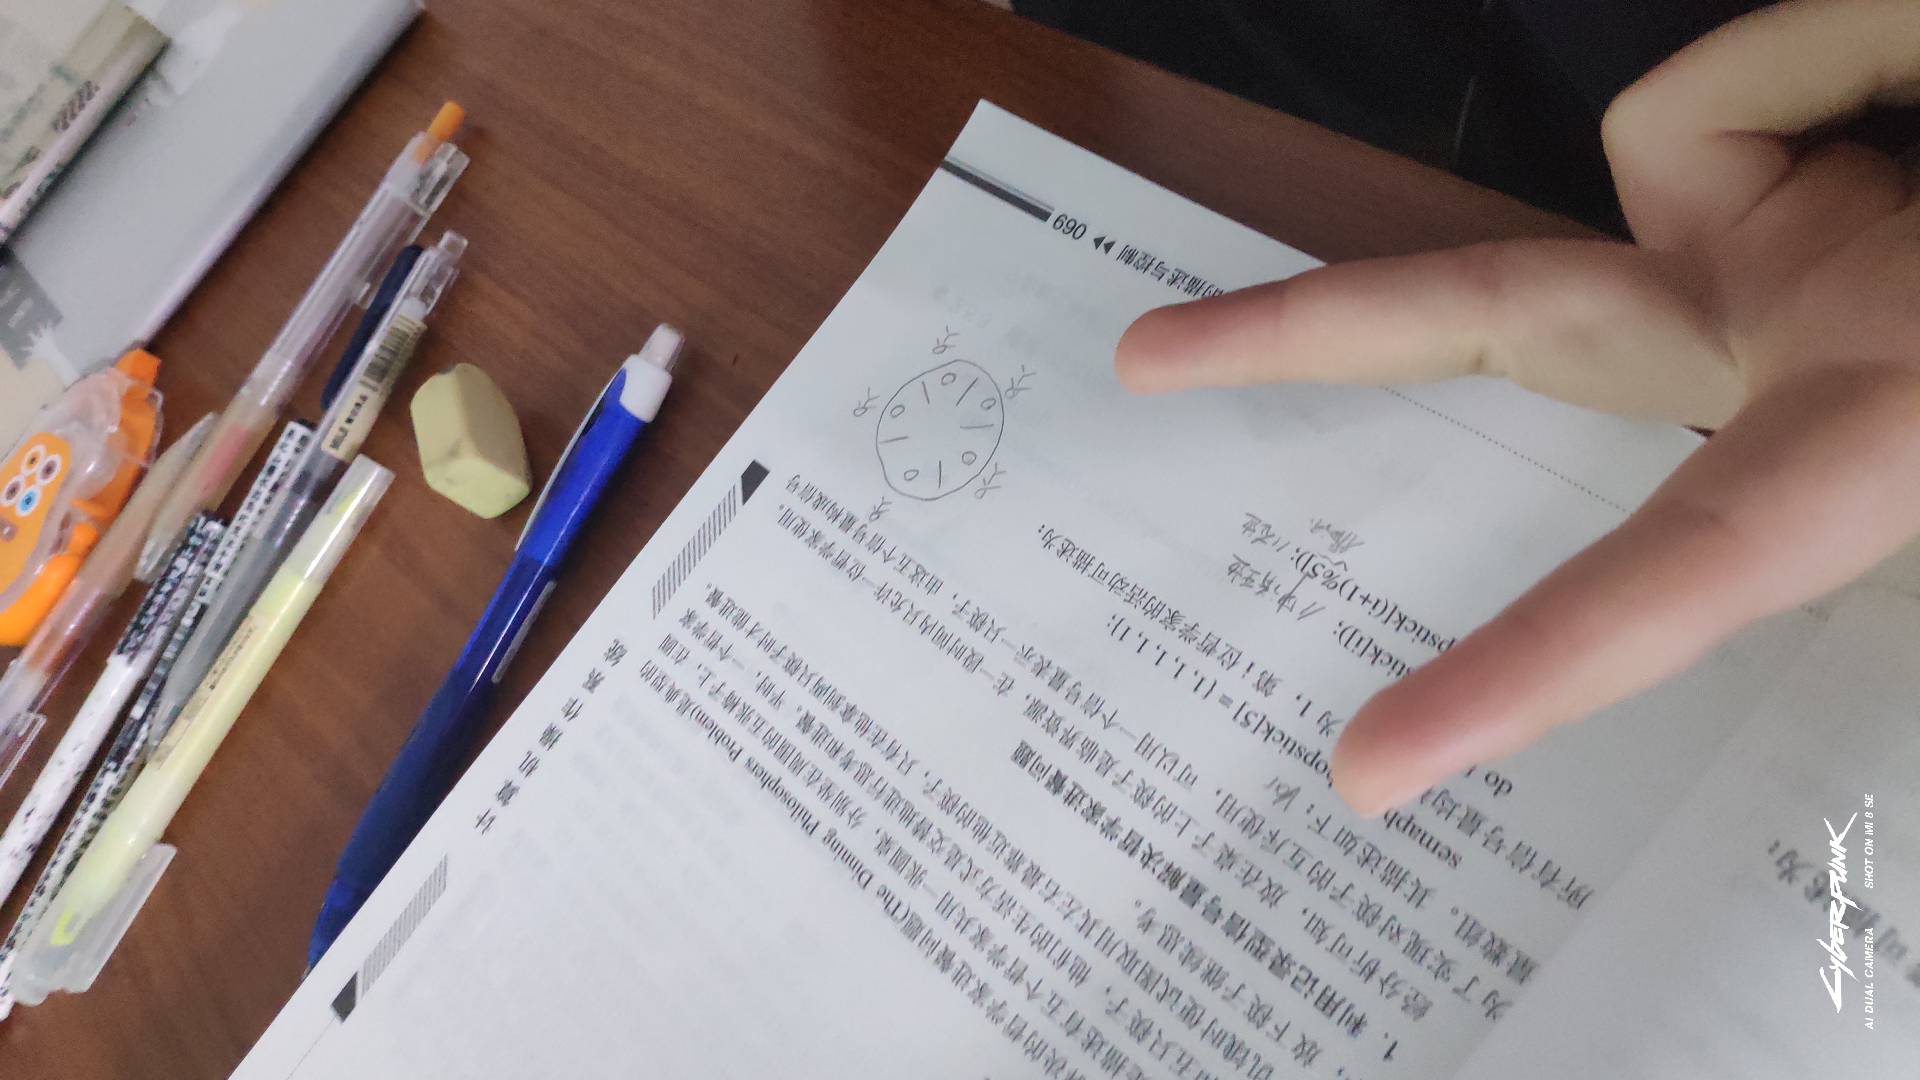 计算机操作系统
解决的哲学家进餐问题(The Dinning Philosophers Problem)是典型的
是描述有五个哲学家共用一张圆桌，分别坐在周围的五张椅子上，在圆
五只筷子，他们的生活方式是交替地进行思考和进餐。平时，一个哲学家
饥饿时便试图取用其左右最靠近他的筷子，只有在他拿到两只筷子时才能进餐。
，放下筷子继续思考。
1. 利用记录型信号量解决哲学家进餐问题
经分析可知，放在桌子上的筷子是临界资源，在一段时间内只允许一位哲学家使用。
为了实现对筷子的互斥使用，可以用一个信号量表示一只筷子，由这五个信号量构成信号
量数组。其描述如下：
semaph hopstick[5] = {1, 1, 1, 1, 1};
所有信号量均 为 1，第 i 位哲学家的活动可描述为：
do
stick[i]);
pstick[(i+1)%5]);
的描述与控制 ▶▶ 069
述为：
CYBERPUNK
AI DUAL CAMERA SHOT ON MI 8 SE